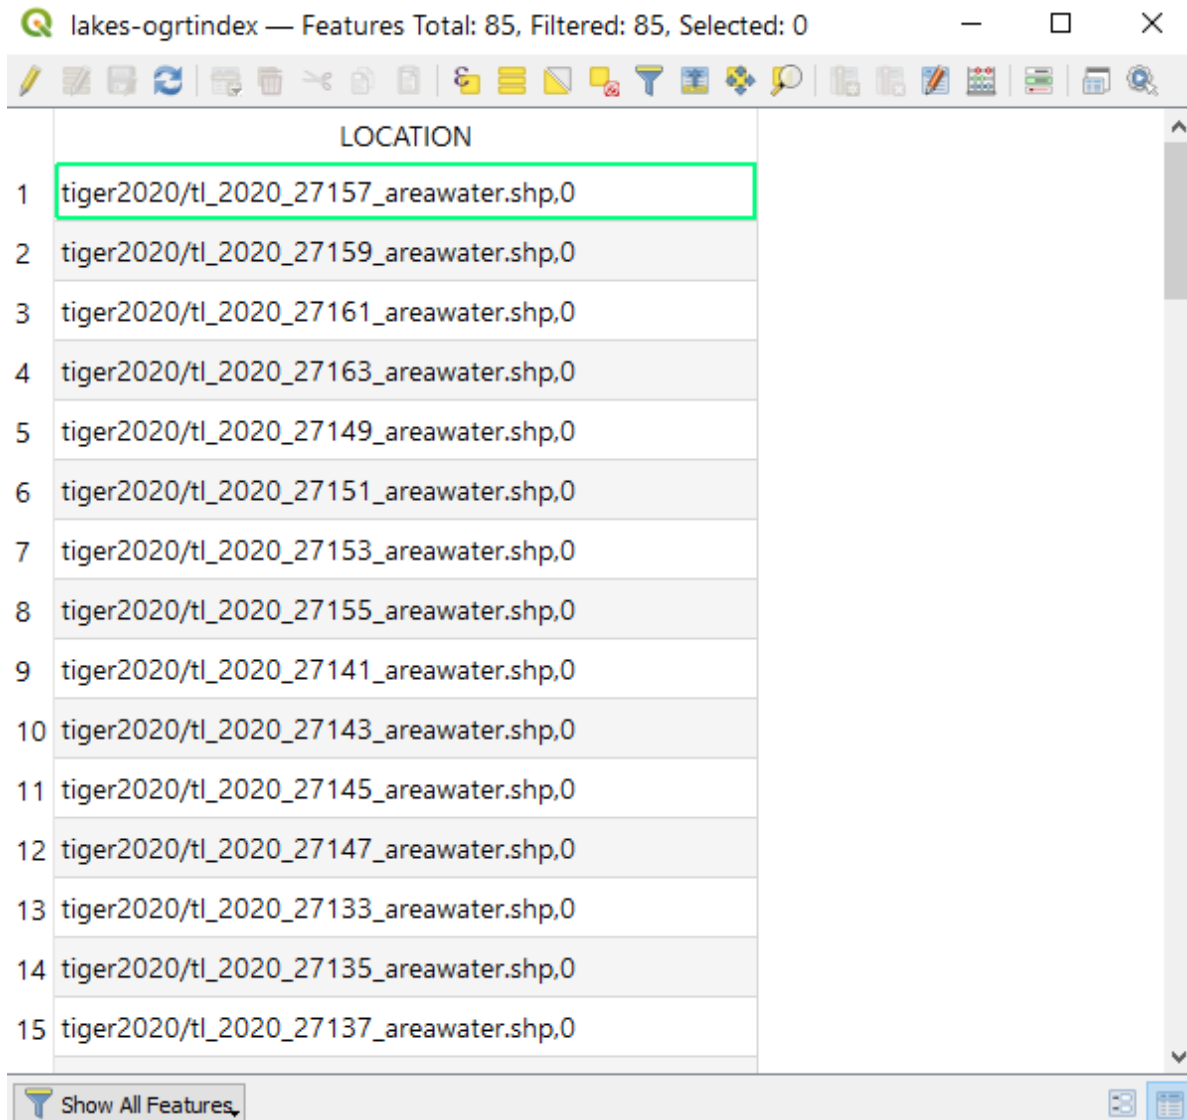 lakes-ogrtindex — Features Total: 85, Filtered: 85, Selected: 0
LOCATION
1 tiger2020/tl_2020_27157_areawater.shp,0
2 tiger2020/tl_2020_27159_areawater.shp,0
3 tiger2020/tl_2020_27161_areawater.shp,0
4 tiger2020/tl_2020_27163_areawater.shp,0
5 tiger2020/tl_2020_27149_areawater.shp,0
6 tiger2020/tl_2020_27151_areawater.shp,0
7 tiger2020/tl_2020_27153_areawater.shp,0
8 tiger2020/tl_2020_27155_areawater.shp,0
9 tiger2020/tl_2020_27141_areawater.shp,0
10 tiger2020/tl_2020_27143_areawater.shp,0
11 tiger2020/tl_2020_27145_areawater.shp,0
12 tiger2020/tl_2020_27147_areawater.shp,0
13 tiger2020/tl_2020_27133_areawater.shp,0
14 tiger2020/tl_2020_27135_areawater.shp,0
15 tiger2020/tl_2020_27137_areawater.shp,0
Show All Features